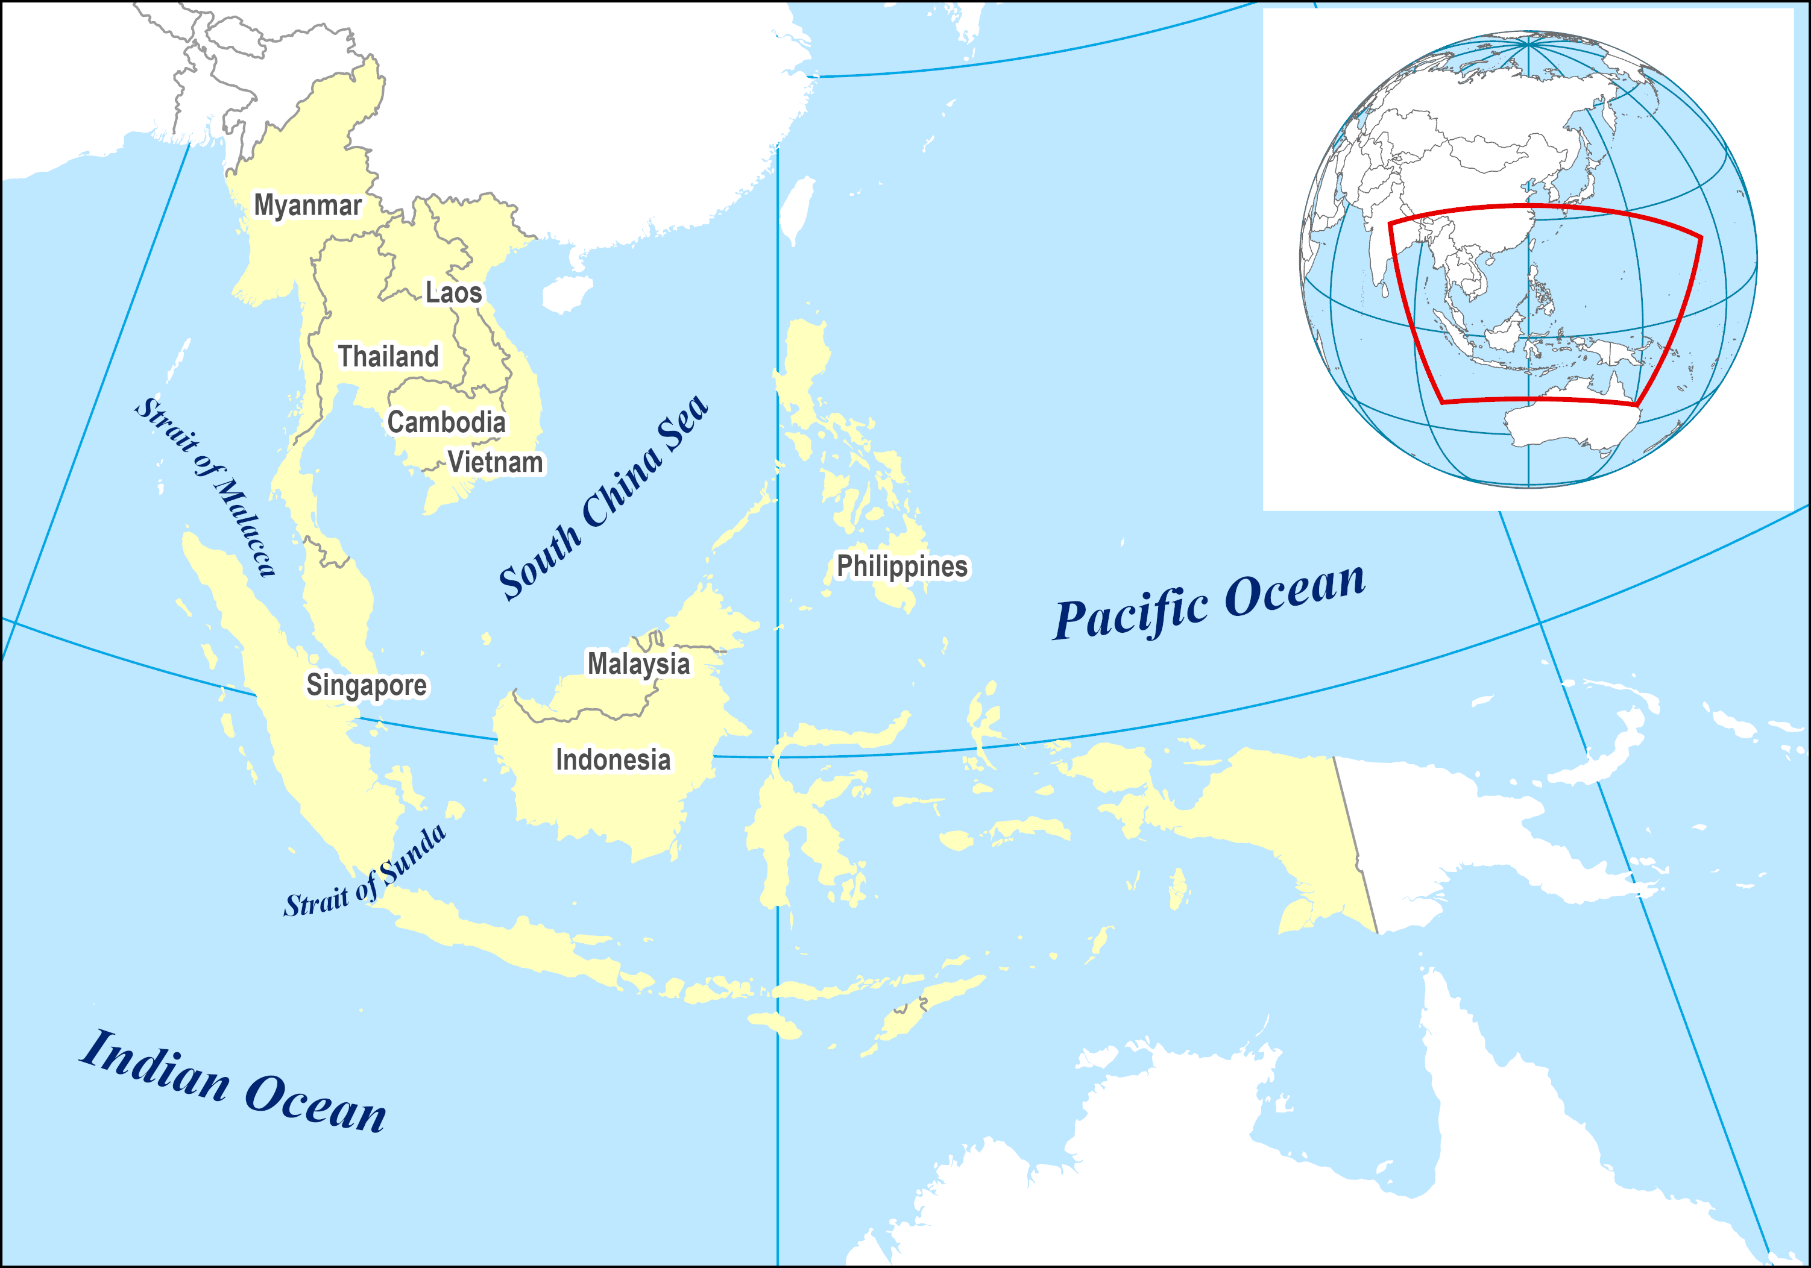 Myanmar
Laos
Thailand
Cambodia
Vietnam
Strait of Malacca
South China Sea
Philippines
Pacific Ocean
Malaysia
Singapore
Indonesia
Strait of Sunda
Indian Ocean